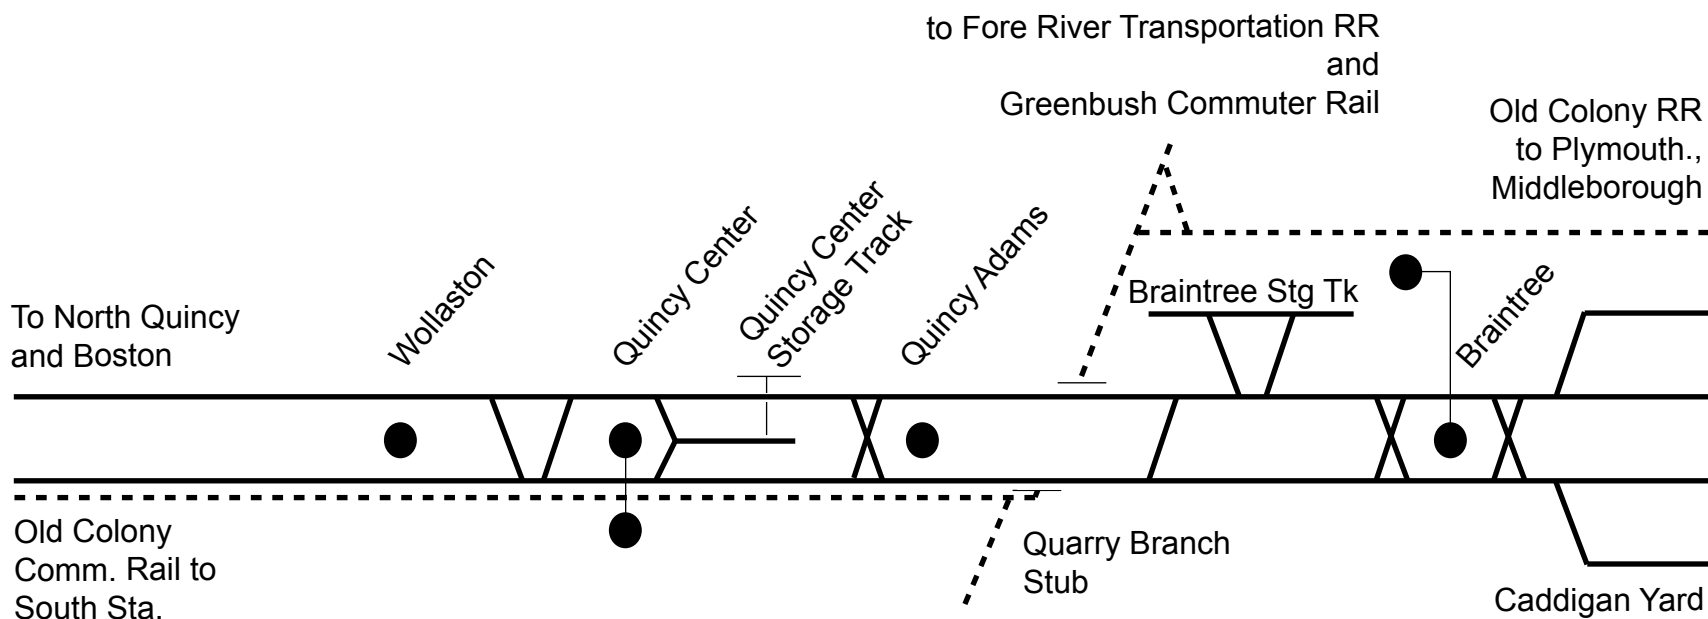 to Fore River Transportation RR
and
Greenbush Commuter Rail
Old Colony RR
to Plymouth.,
Middleborough
To North Quincy
and Boston
Wollaston
Quincy Center
Quincy Center
Storage Track
Quincy Adams
Braintree Stg Tk
Braintree
Old Colony
Comm. Rail to
South Sta.
Quarry Branch
Stub
Caddigan Yard